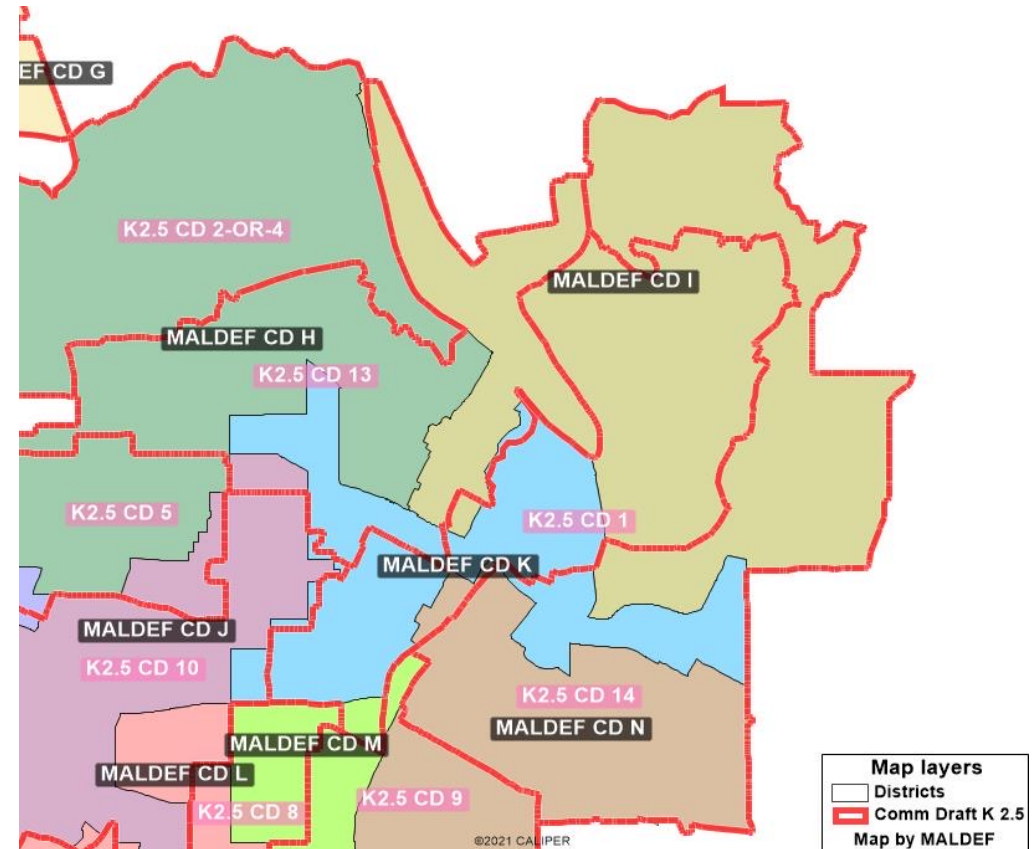 EF CD G
K2.5 CD 2-OR-4
MALDEF CD I
MALDEF CD H
K2.5 CD 13
K2.5 CD 5
K2.5 CD 1
MALDEF CD K
MALDEF CD J
K2.5 CD 10
K2.5 CD 14
MALDEF CD N
MALDEF CD M
MALDEF CD L
K2.5 CD 9
K2.5 CD 8
©2021 CALIPER
Map layers
Districts
Comm Draft K 2.5
Map by MALDEF